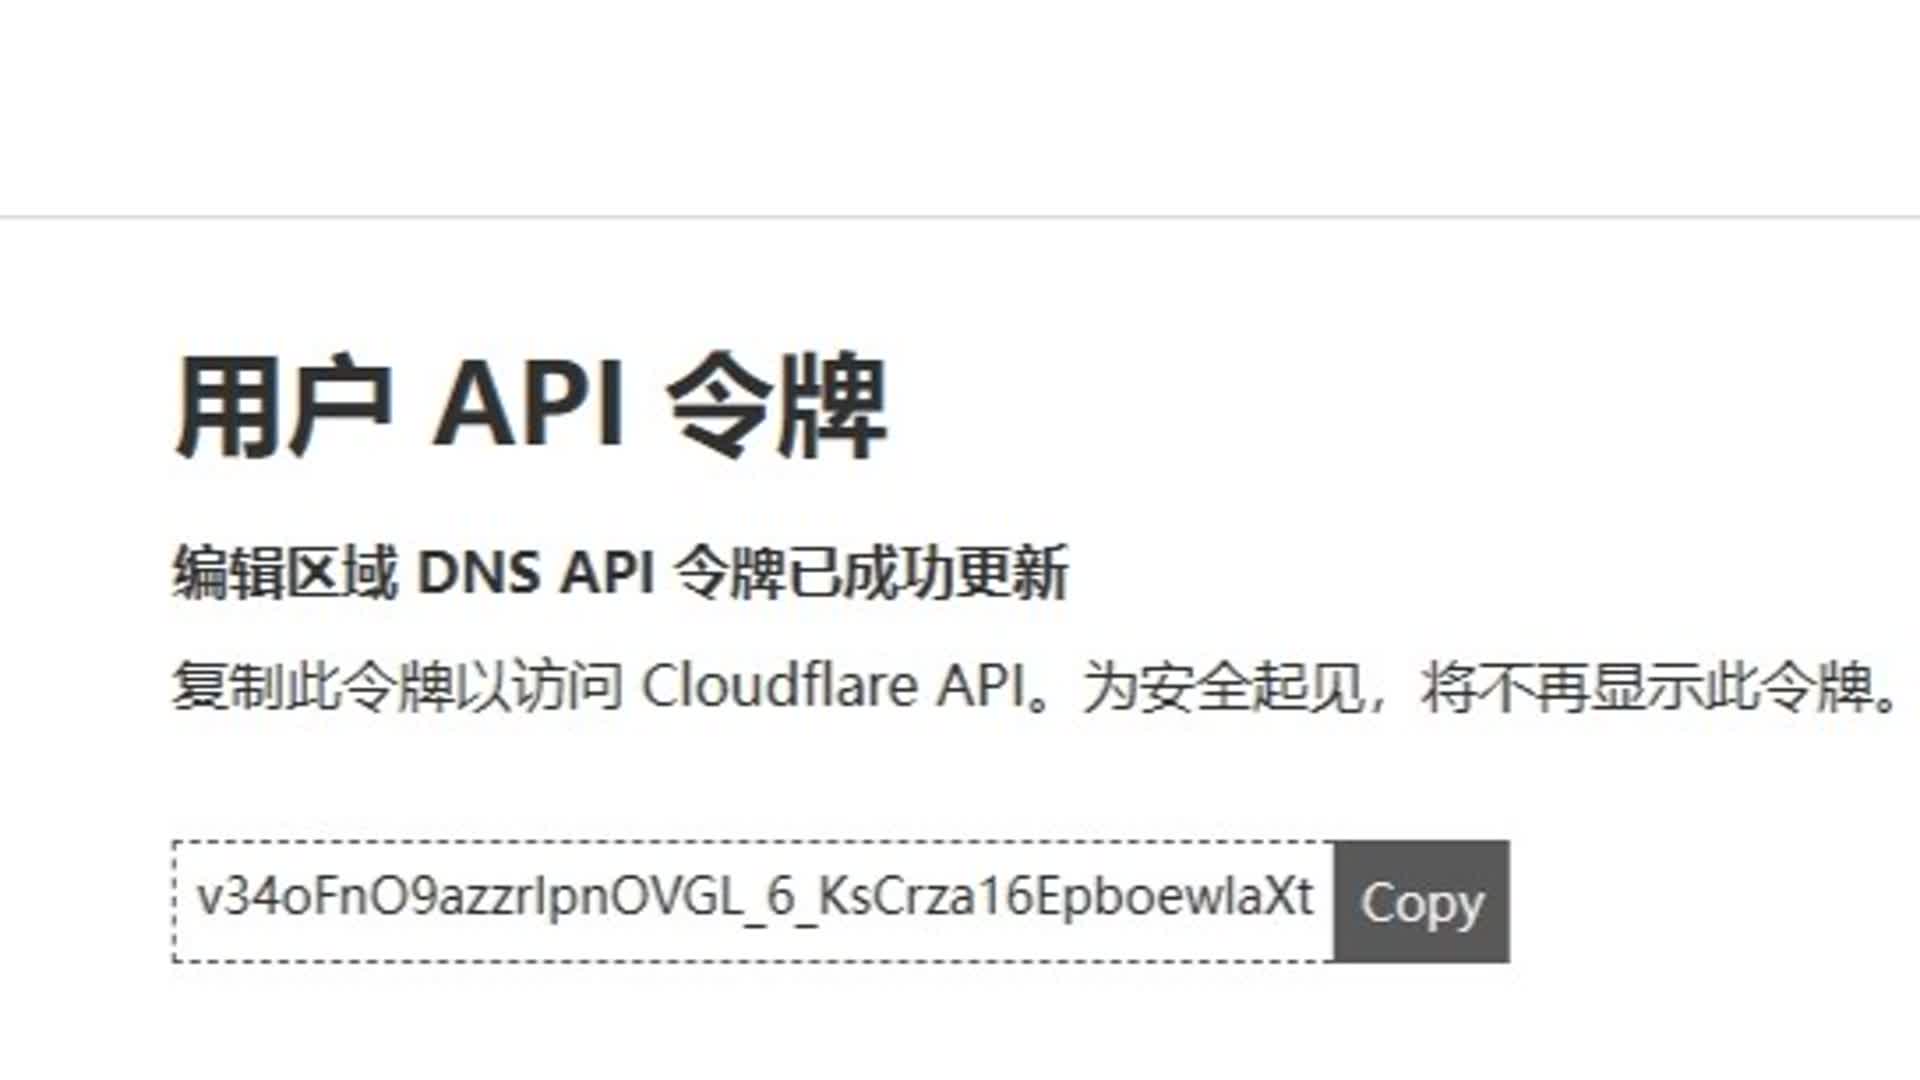 用户 API 令牌
编辑区域 DNS API 令牌已成功更新
复制此令牌以访问 Cloudflare API。为安全起见，将不再显示此令牌。
v34oFnO9azzrIpnOVGL_6_KsCrza16EpboewlaXt
Copy